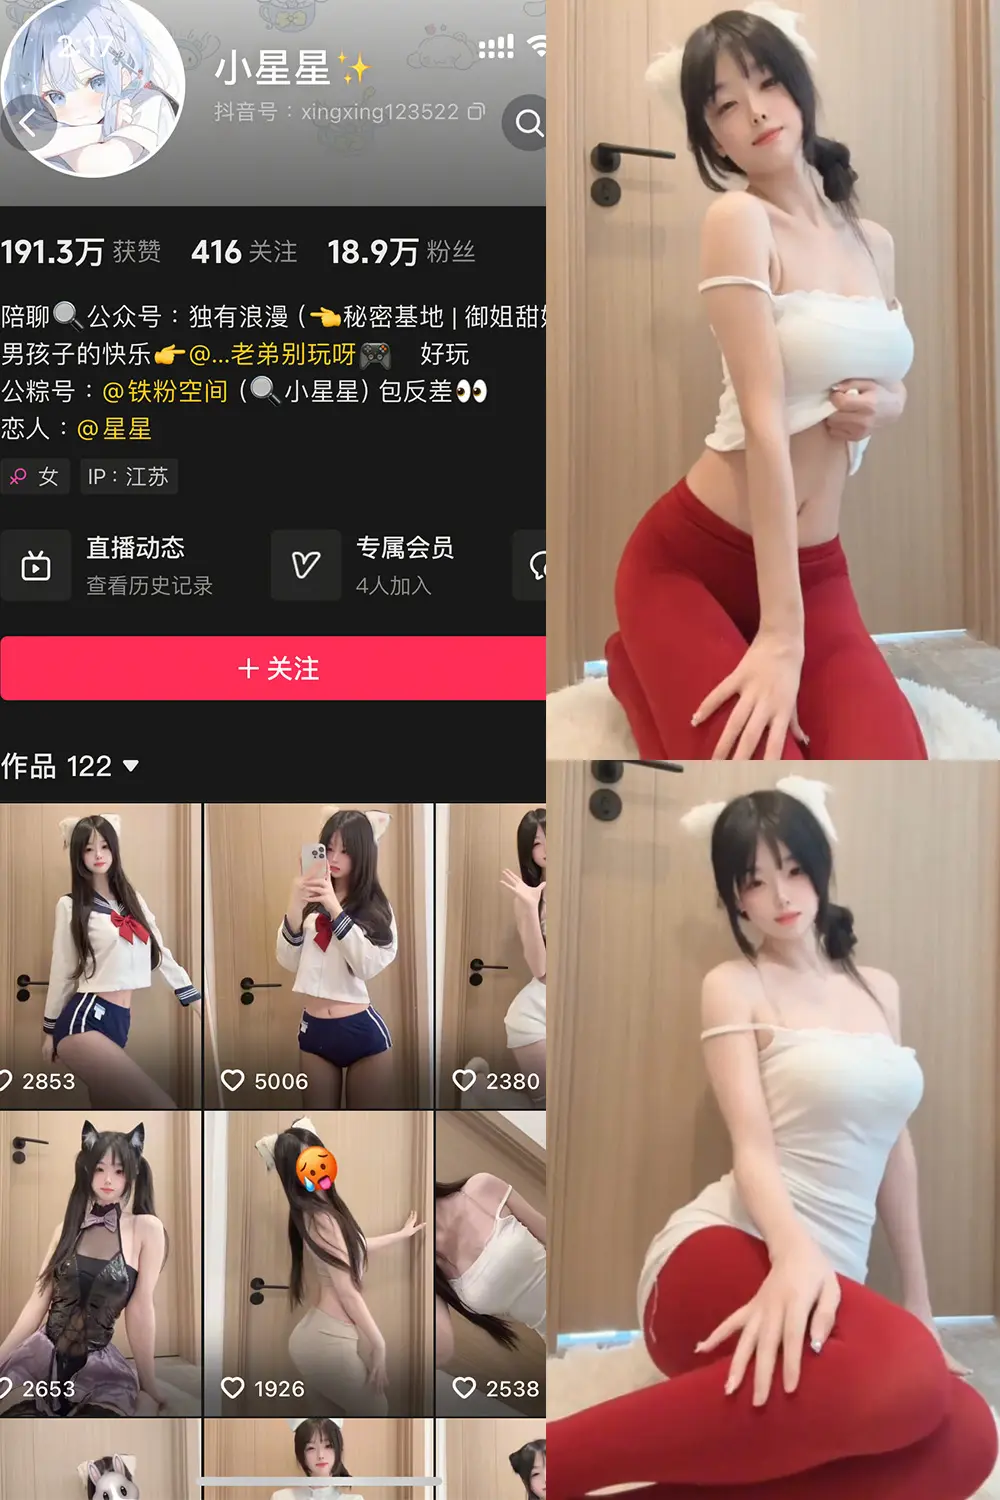 2:17
小星星✨
抖音号：xingxing123522
191.3万 获赞 416 关注 18.9万 粉丝
陪聊🔍公众号：独有浪漫（👈秘密基地 | 御姐甜
男孩子的快乐👉@...老弟别玩呀🎮 好玩
公粽号：@铁粉空间（🔍小星星）包反差👀
恋人：@星星
女 IP：江苏
直播动态
查看历史记录
专属会员
4人加入
＋关注
作品 122
2853 5006 2380
2653 1926 2538